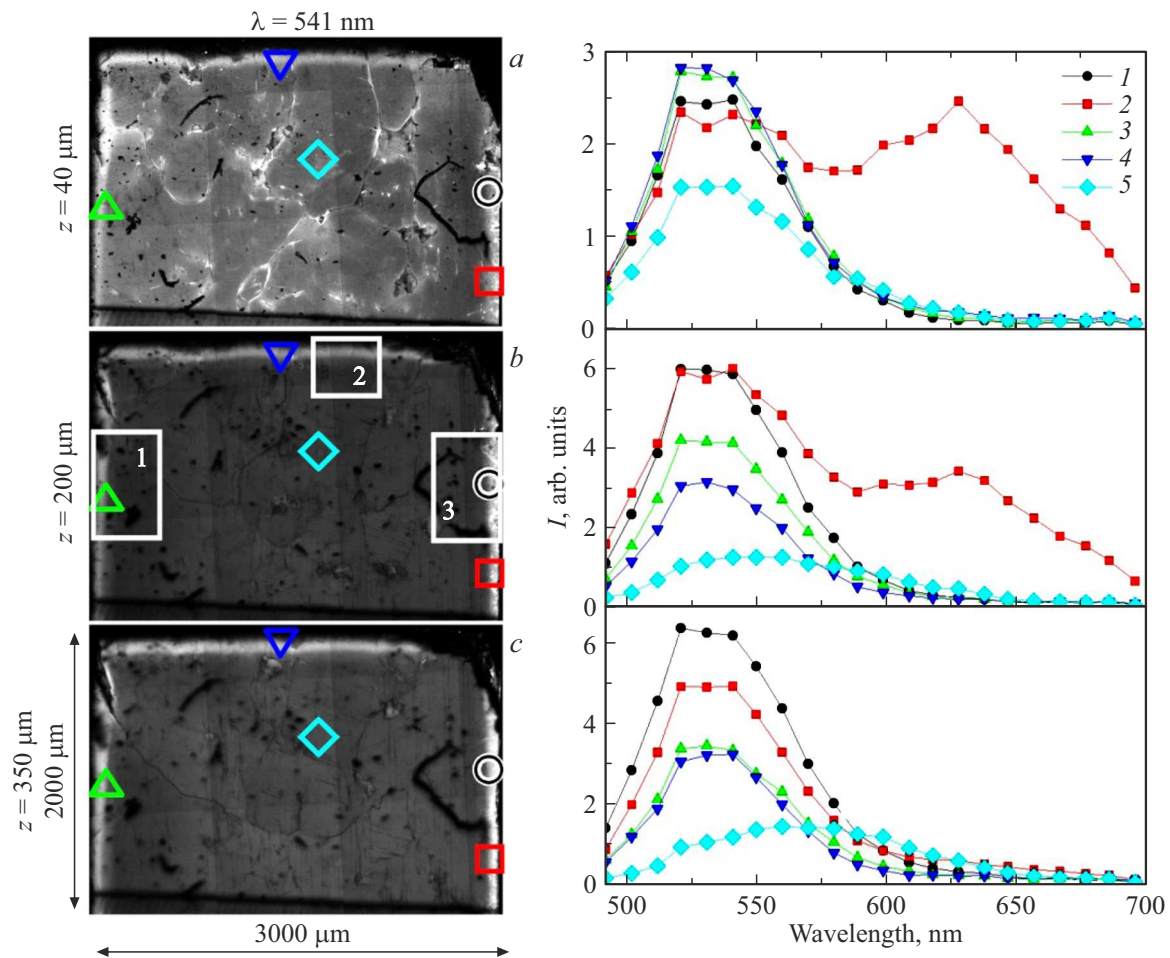 λ = 541 nm
a
z = 40 μm
b
1
2
3
z = 200 μm
c
z = 350 μm
2000 μm
3000 μm
3
2
1
0
1
2
3
4
5
6
4
2
0
I, arb. units
6
4
2
0
500
550
600
650
700
Wavelength, nm